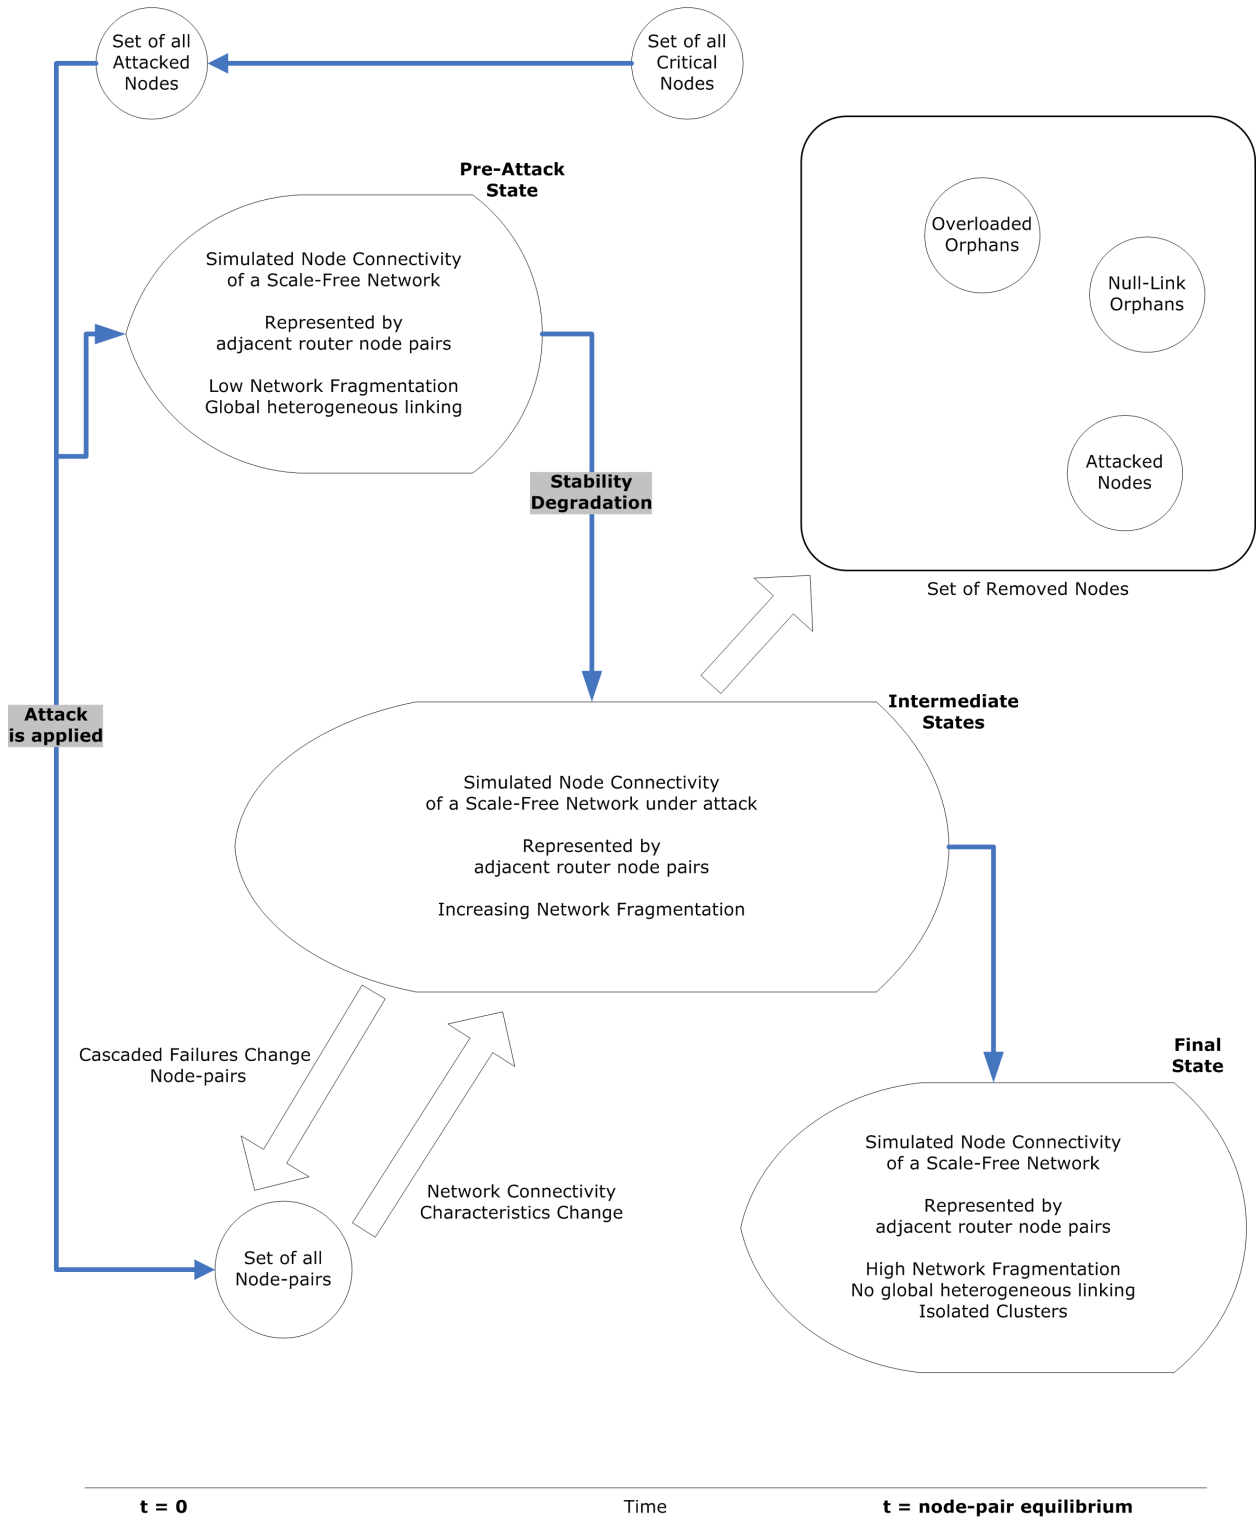 Set of all
Attacked
Nodes
Set of all
Critical
Nodes
Pre-Attack
State
Simulated Node Connectivity
of a Scale-Free Network
Represented by
adjacent router node pairs
Low Network Fragmentation
Global heterogeneous linking
Overloaded
Orphans
Null-Link
Orphans
Attacked
Nodes
Set of Removed Nodes
Stability
Degradation
Attack
is applied
Intermediate
States
Simulated Node Connectivity
of a Scale-Free Network under attack
Represented by
adjacent router node pairs
Increasing Network Fragmentation
Cascaded Failures Change
Node-pairs
Network Connectivity
Characteristics Change
Set of all
Node-pairs
Final
State
Simulated Node Connectivity
of a Scale-Free Network
Represented by
adjacent router node pairs
High Network Fragmentation
No global heterogeneous linking
Isolated Clusters
t = 0
Time
t = node-pair equilibrium